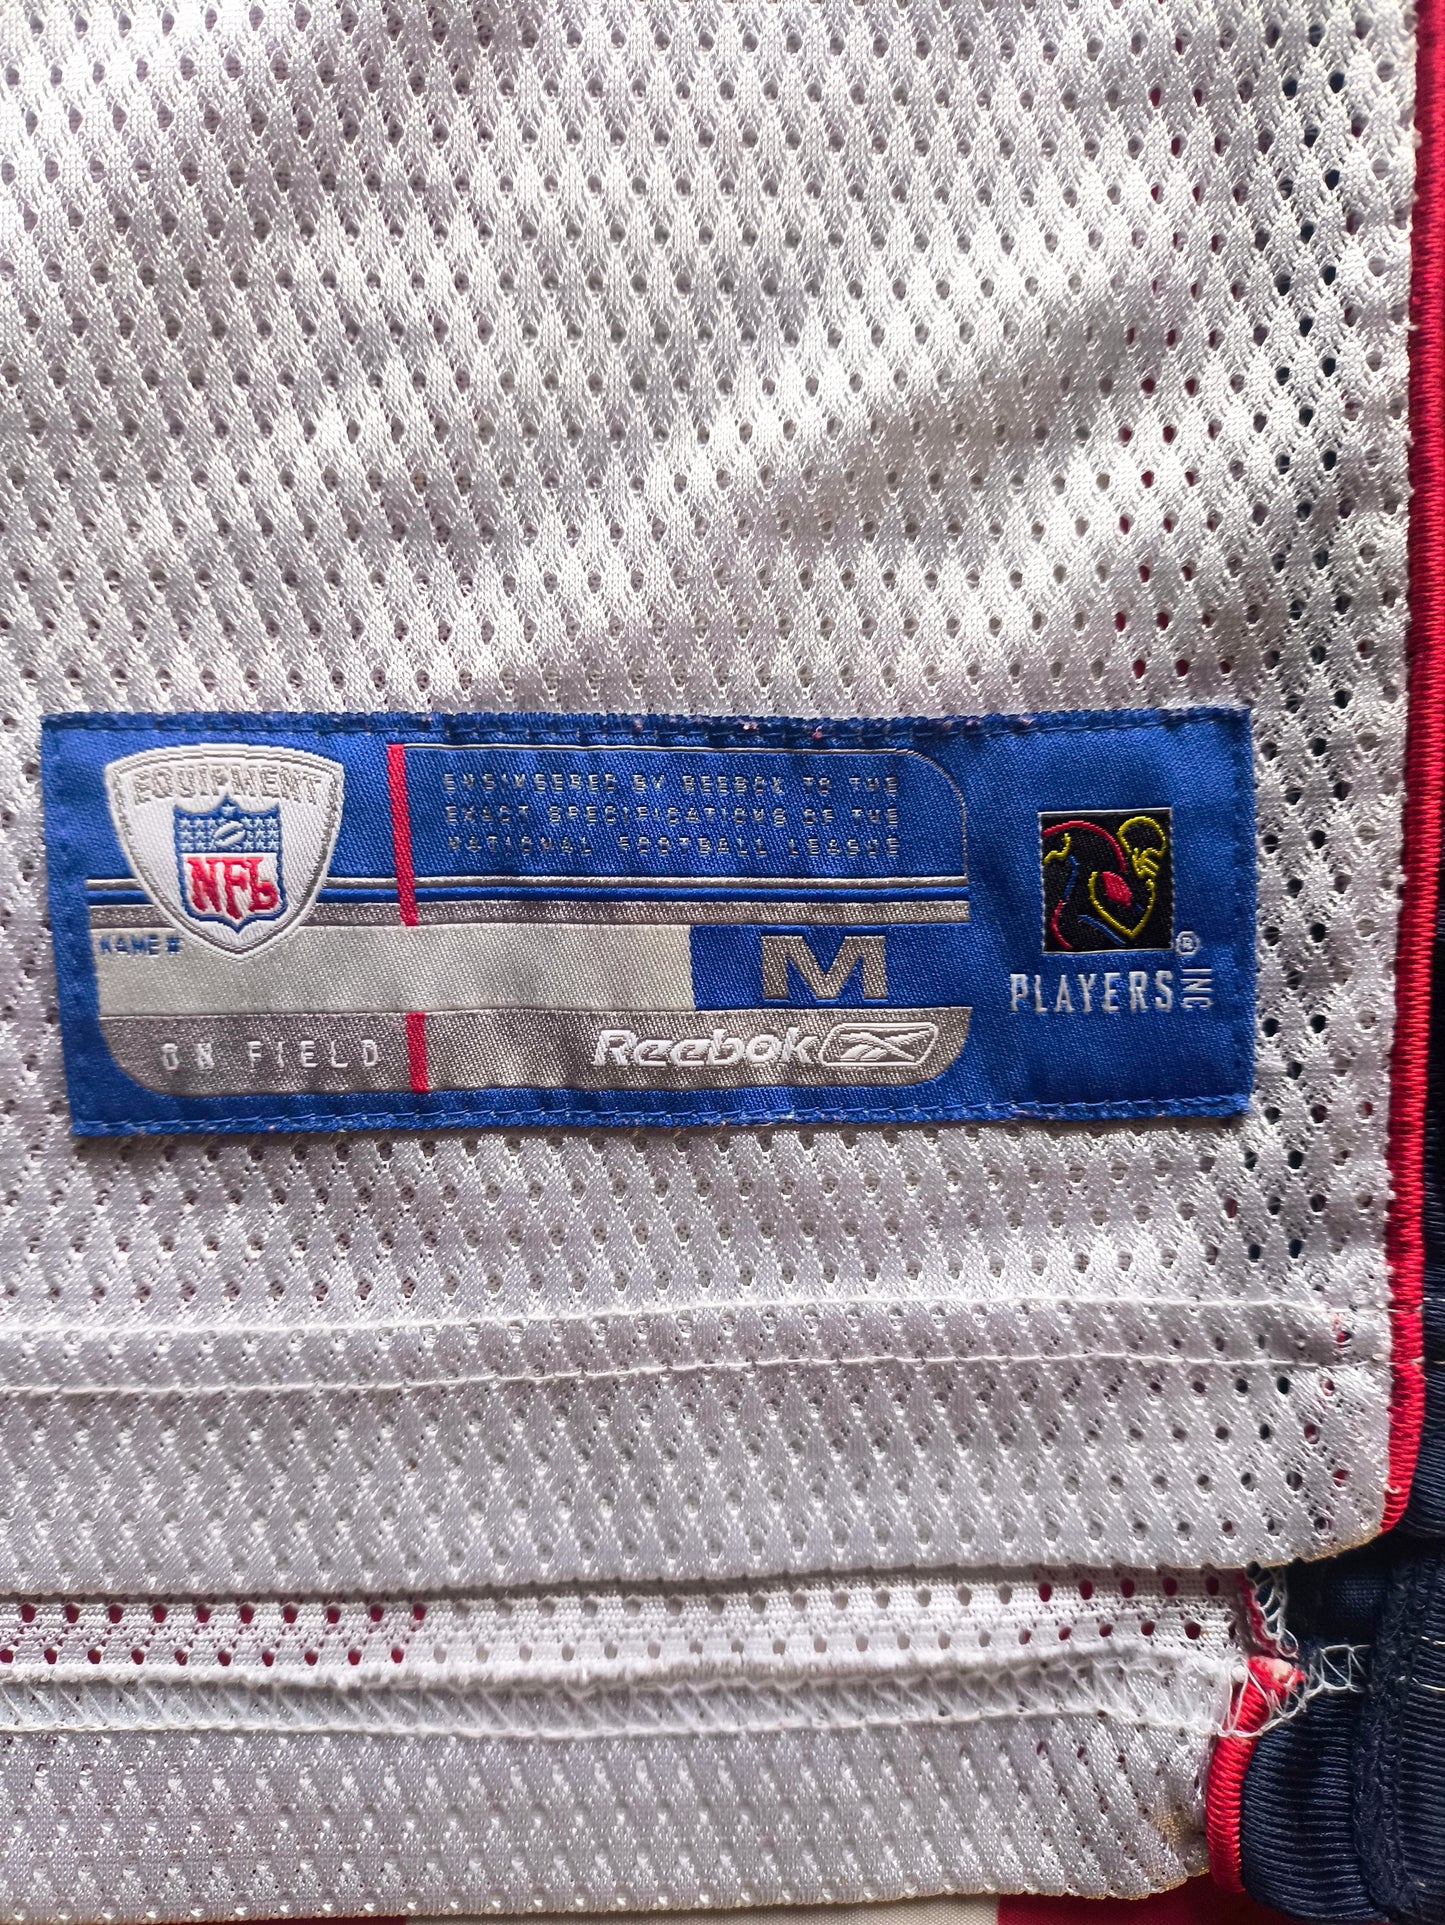 EQUIPMENT
NFL
ENGINEERED BY REEBOK TO THE
EXACT SPECIFICATIONS OF THE
NATIONAL FOOTBALL LEAGUE
NAME #
M
ON FIELD
Reebok
PLAYERS INC ®